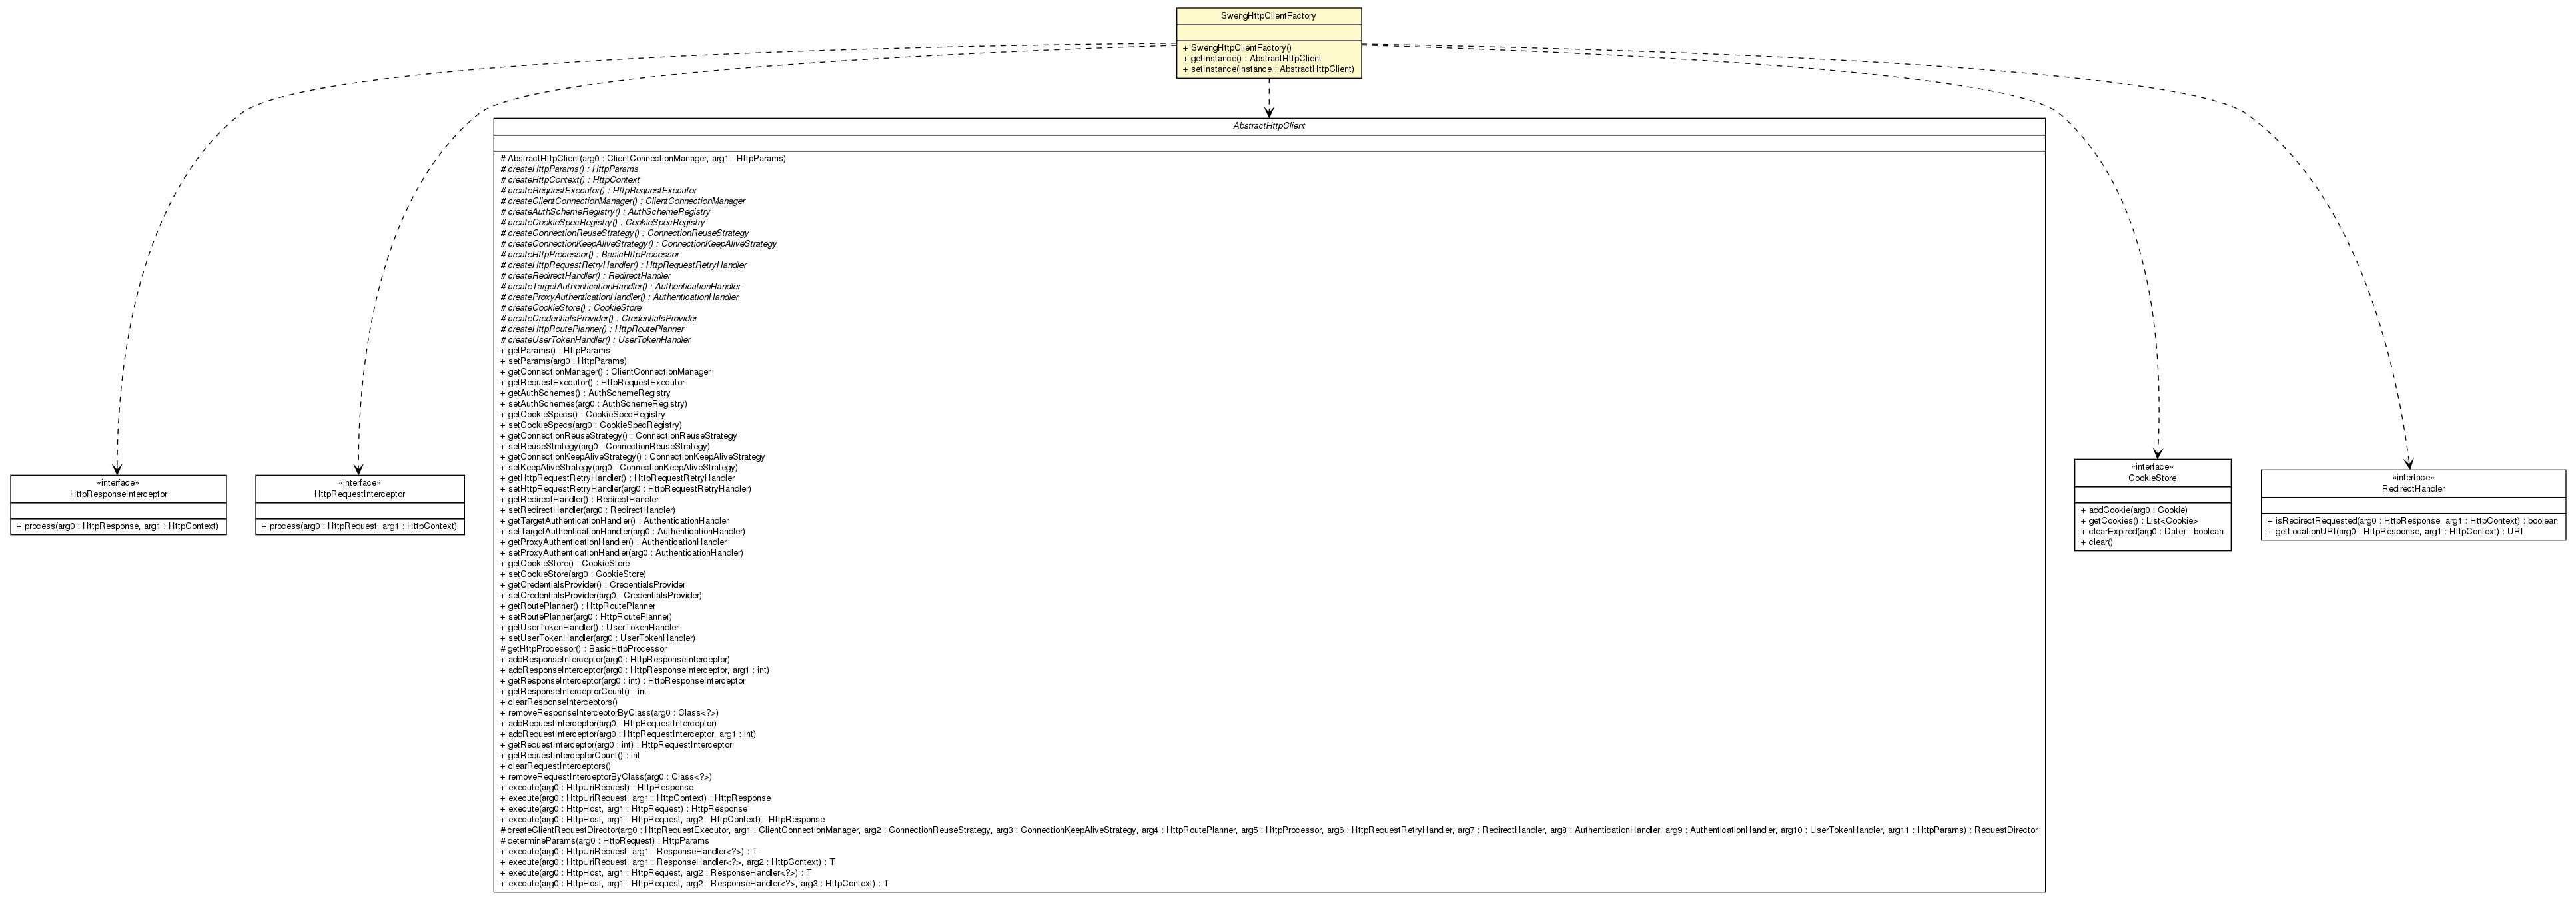 SwengHttpClientFactory
+ SwengHttpClientFactory()
+ getInstance() : AbstractHttpClient
+ setInstance(instance : AbstractHttpClient)
AbstractHttpClient
# AbstractHttpClient(arg0 : ClientConnectionManager, arg1 : HttpParams)
# createHttpParams() : HttpParams
# createHttpContext() : HttpContext
# createRequestExecutor() : HttpRequestExecutor
# createClientConnectionManager() : ClientConnectionManager
# createAuthSchemeRegistry() : AuthSchemeRegistry
# createCookieSpecRegistry() : CookieSpecRegistry
# createConnectionReuseStrategy() : ConnectionReuseStrategy
# createConnectionKeepAliveStrategy() : ConnectionKeepAliveStrategy
# createHttpProcessor() : BasicHttpProcessor
# createHttpRequestRetryHandler() : HttpRequestRetryHandler
# createRedirectHandler() : RedirectHandler
# createTargetAuthenticationHandler() : AuthenticationHandler
# createProxyAuthenticationHandler() : AuthenticationHandler
# createCookieStore() : CookieStore
# createCredentialsProvider() : CredentialsProvider
# createHttpRoutePlanner() : HttpRoutePlanner
# createUserTokenHandler() : UserTokenHandler
+ getParams() : HttpParams
+ setParams(arg0 : HttpParams)
+ getConnectionManager() : ClientConnectionManager
+ getRequestExecutor() : HttpRequestExecutor
+ getAuthSchemes() : AuthSchemeRegistry
+ setAuthSchemes(arg0 : AuthSchemeRegistry)
+ getCookieSpecs() : CookieSpecRegistry
+ setCookieSpecs(arg0 : CookieSpecRegistry)
+ getConnectionReuseStrategy() : ConnectionReuseStrategy
+ setReuseStrategy(arg0 : ConnectionReuseStrategy)
+ getConnectionKeepAliveStrategy() : ConnectionKeepAliveStrategy
+ setKeepAliveStrategy(arg0 : ConnectionKeepAliveStrategy)
+ getHttpRequestRetryHandler() : HttpRequestRetryHandler
+ setHttpRequestRetryHandler(arg0 : HttpRequestRetryHandler)
+ getRedirectHandler() : RedirectHandler
+ setRedirectHandler(arg0 : RedirectHandler)
+ getTargetAuthenticationHandler() : AuthenticationHandler
+ setTargetAuthenticationHandler(arg0 : AuthenticationHandler)
+ getProxyAuthenticationHandler() : AuthenticationHandler
+ setProxyAuthenticationHandler(arg0 : AuthenticationHandler)
+ getCookieStore() : CookieStore
+ setCookieStore(arg0 : CookieStore)
+ getCredentialsProvider() : CredentialsProvider
+ setCredentialsProvider(arg0 : CredentialsProvider)
+ getRoutePlanner() : HttpRoutePlanner
+ setRoutePlanner(arg0 : HttpRoutePlanner)
+ getUserTokenHandler() : UserTokenHandler
+ setUserTokenHandler(arg0 : UserTokenHandler)
# getHttpProcessor() : BasicHttpProcessor
+ addResponseInterceptor(arg0 : HttpResponseInterceptor)
+ addResponseInterceptor(arg0 : HttpResponseInterceptor, arg1 : int)
+ getResponseInterceptor(arg0 : int) : HttpResponseInterceptor
+ getResponseInterceptorCount() : int
+ clearResponseInterceptors()
+ removeResponseInterceptorByClass(arg0 : Class<?>)
+ addRequestInterceptor(arg0 : HttpRequestInterceptor)
+ addRequestInterceptor(arg0 : HttpRequestInterceptor, arg1 : int)
+ getRequestInterceptor(arg0 : int) : HttpRequestInterceptor
+ getRequestInterceptorCount() : int
+ clearRequestInterceptors()
+ removeRequestInterceptorByClass(arg0 : Class<?>)
+ execute(arg0 : HttpUriRequest) : HttpResponse
+ execute(arg0 : HttpUriRequest, arg1 : HttpContext) : HttpResponse
+ execute(arg0 : HttpHost, arg1 : HttpRequest) : HttpResponse
+ execute(arg0 : HttpHost, arg1 : HttpRequest, arg2 : HttpContext) : HttpResponse
# createClientRequestDirector(arg0 : HttpRequestExecutor, arg1 : ClientConnectionManager, arg2 : ConnectionReuseStrategy, arg3 : ConnectionKeepAliveStrategy, arg4 : HttpRoutePlanner, arg5 : HttpProcessor, arg6 : HttpRequestRetryHandler, arg7 : RedirectHandler, arg8 : AuthenticationHandler, arg9 : AuthenticationHandler, arg10 : UserTokenHandler, arg11 : HttpParams) : RequestDirector
# determineParams(arg0 : HttpRequest) : HttpParams
+ execute(arg0 : HttpUriRequest, arg1 : ResponseHandler<?>) : T
+ execute(arg0 : HttpUriRequest, arg1 : ResponseHandler<?>, arg2 : HttpContext) : T
+ execute(arg0 : HttpHost, arg1 : HttpRequest, arg2 : ResponseHandler<?>) : T
+ execute(arg0 : HttpHost, arg1 : HttpRequest, arg2 : ResponseHandler<?>, arg3 : HttpContext) : T
«interface»
HttpResponseInterceptor
+ process(arg0 : HttpResponse, arg1 : HttpContext)
«interface»
HttpRequestInterceptor
+ process(arg0 : HttpRequest, arg1 : HttpContext)
«interface»
CookieStore
+ addCookie(arg0 : Cookie)
+ getCookies() : List<Cookie>
+ clearExpired(arg0 : Date) : boolean
+ clear()
«interface»
RedirectHandler
+ isRedirectRequested(arg0 : HttpResponse, arg1 : HttpContext) : boolean
+ getLocationURI(arg0 : HttpResponse, arg1 : HttpContext) : URI